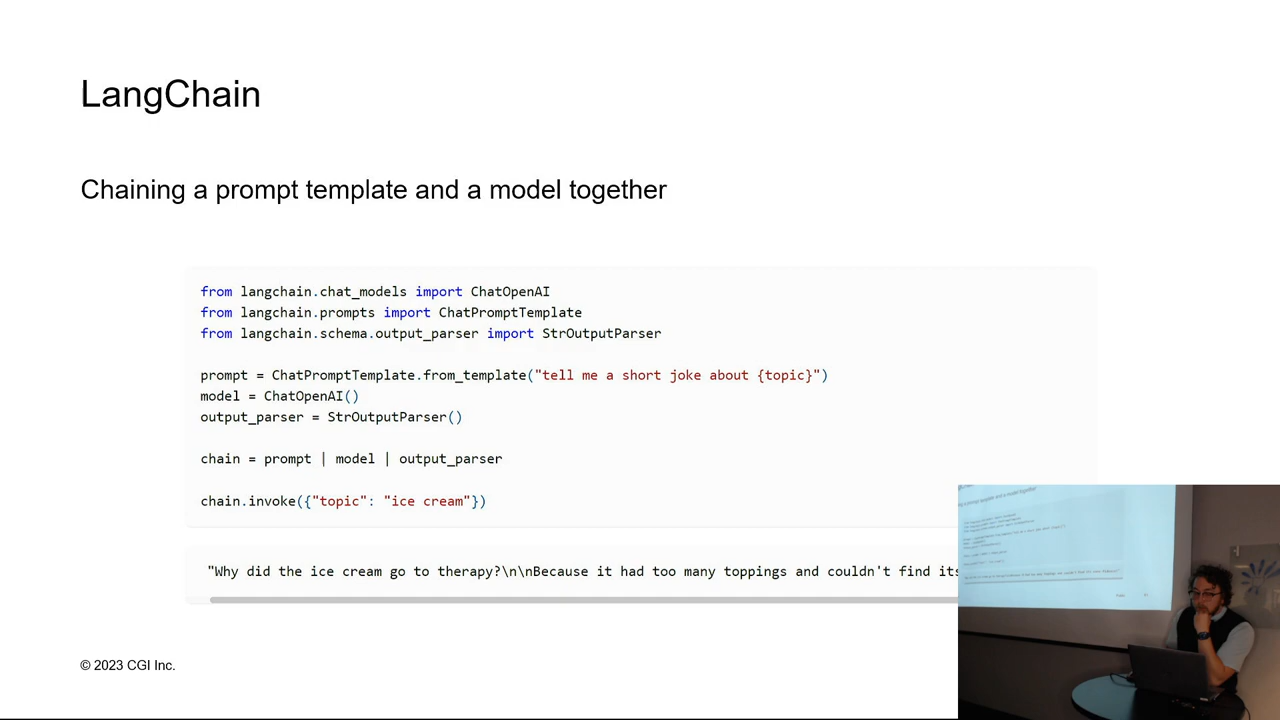 LangChain
Chaining a prompt template and a model together
from langchain.chat_models import ChatOpenAI
from langchain.prompts import ChatPromptTemplate
from langchain.schema.output_parser import StrOutputParser
prompt = ChatPromptTemplate.from_template("tell me a short joke about {topic}")
model = ChatOpenAI()
output_parser = StrOutputParser()
chain = prompt | model | output_parser
chain.invoke({"topic": "ice cream"})
"Why did the ice cream go to therapy?\n\nBecause it had too many toppings and couldn't find its
© 2023 CGI Inc.